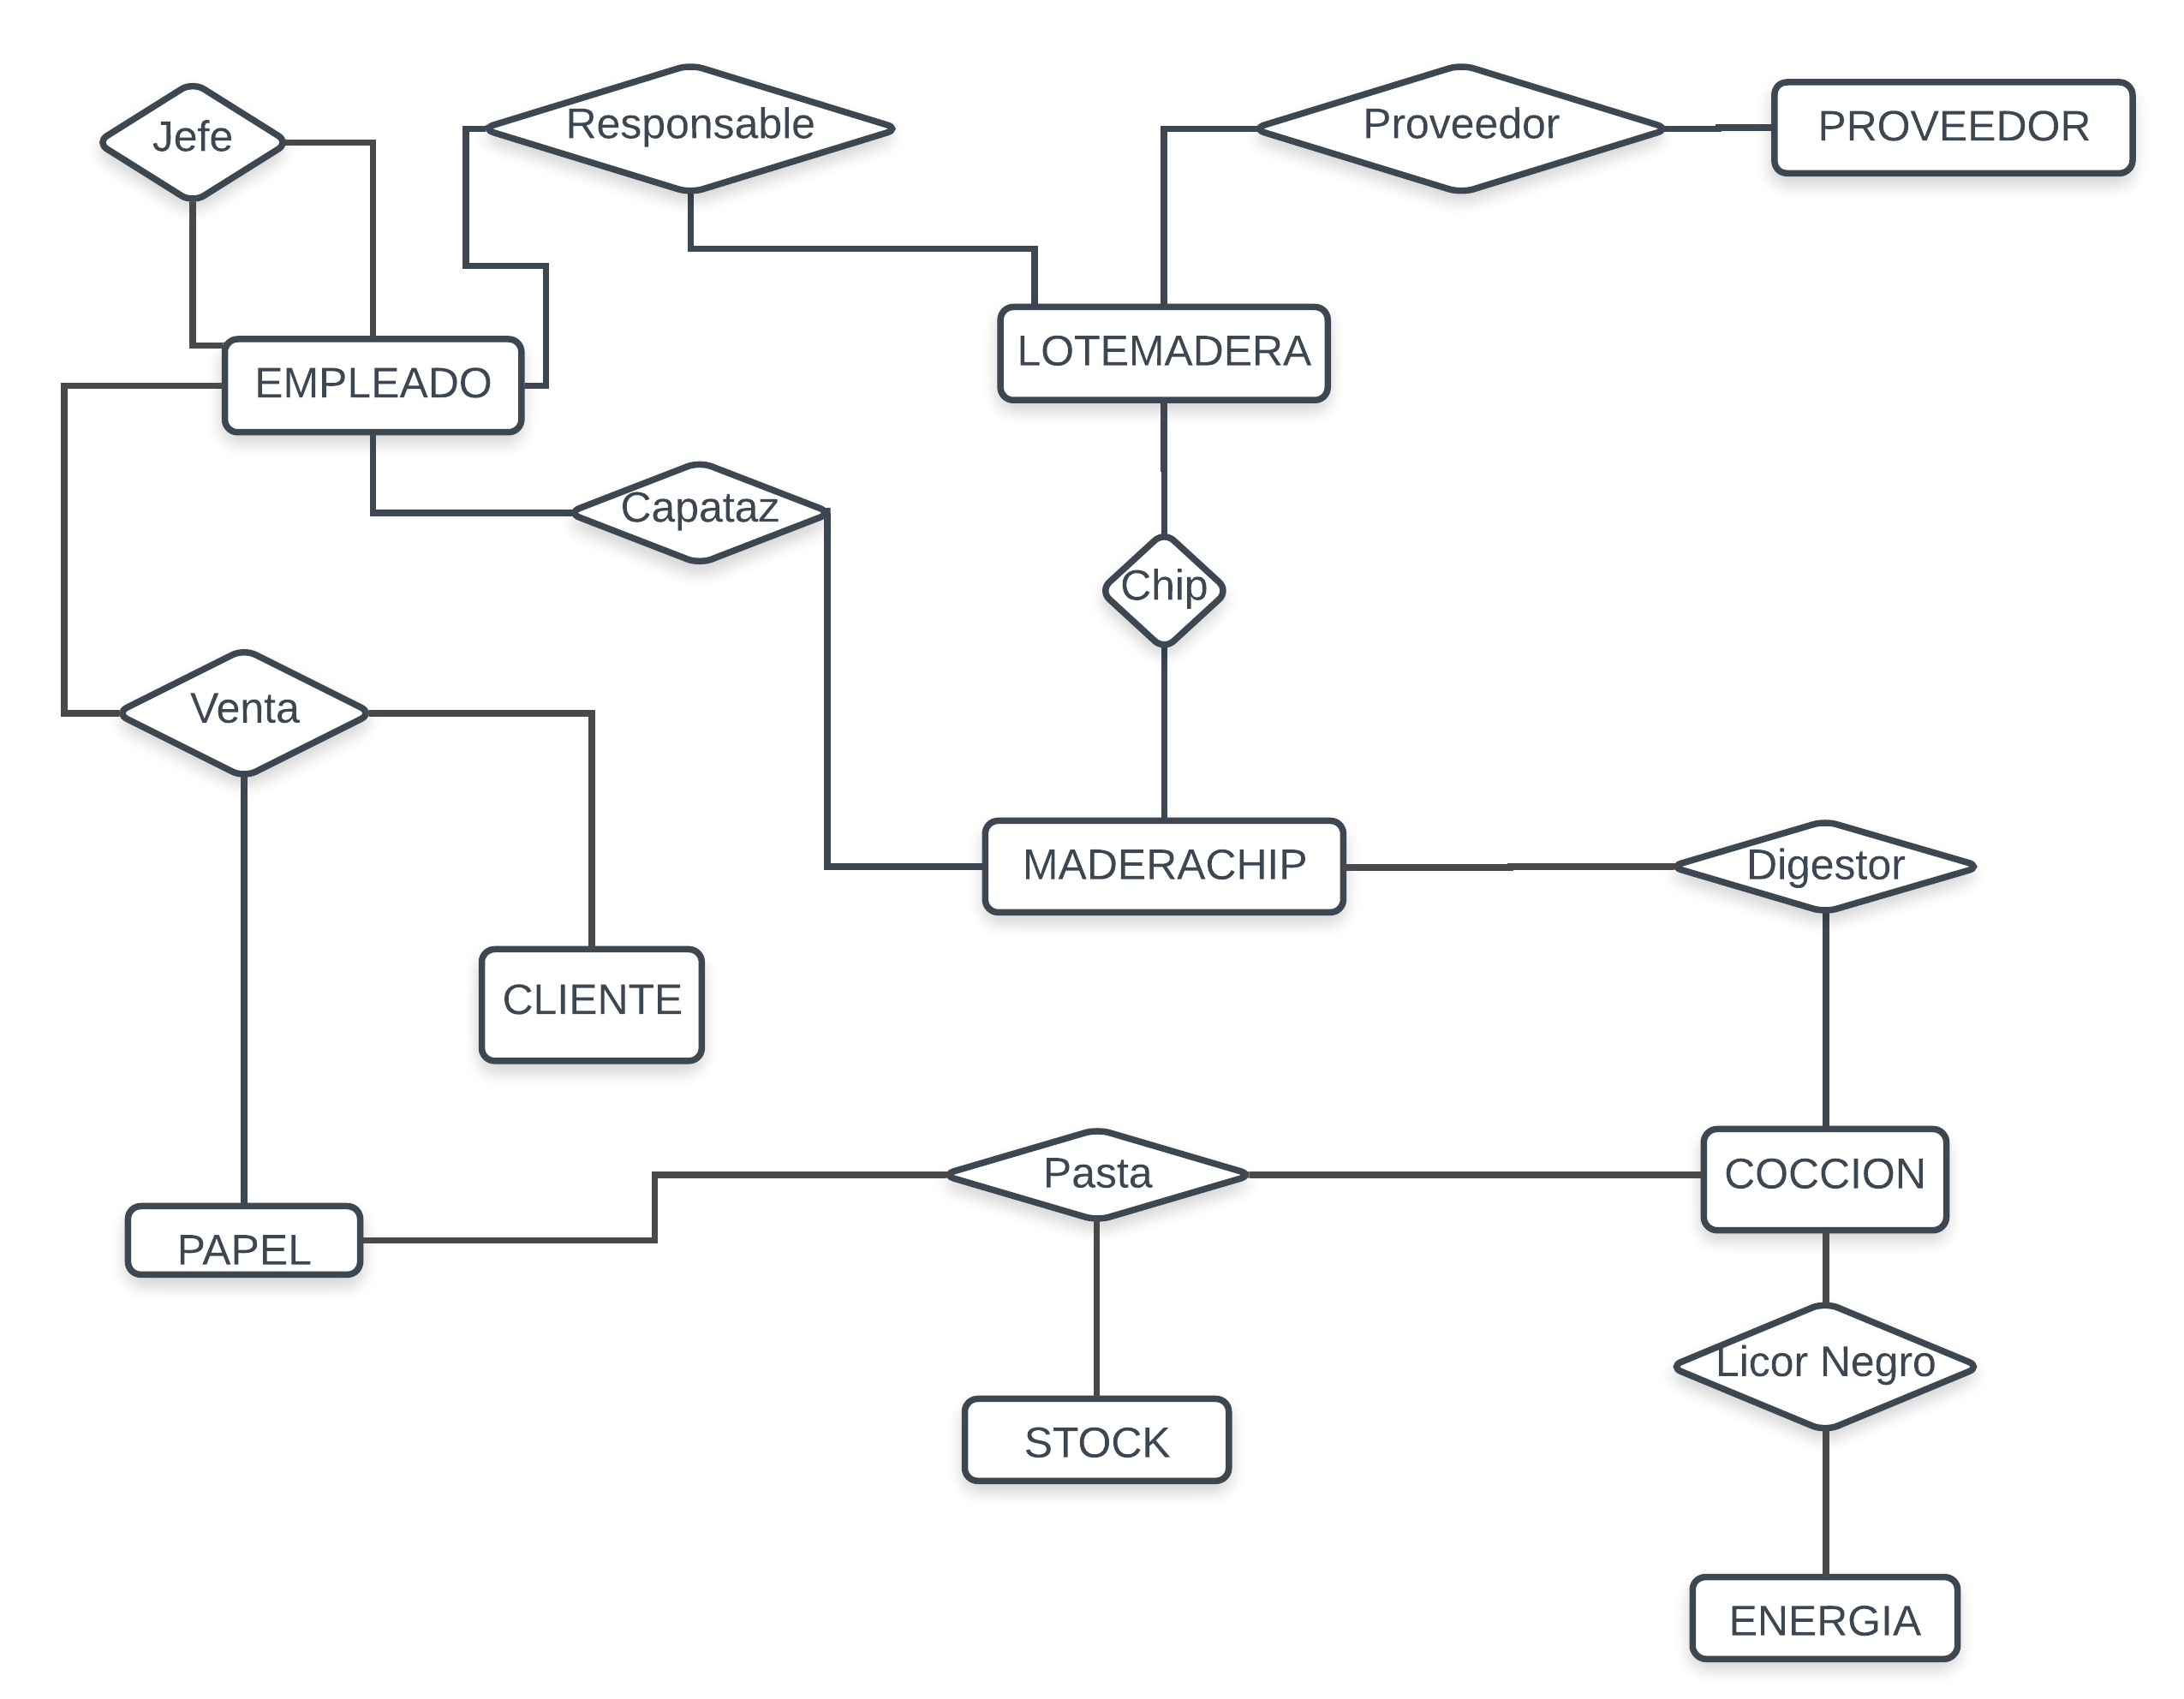 Jefe
Responsable
Proveedor
PROVEEDOR
LOTEMADERA
EMPLEADO
Capataz
Chip
Venta
MADERACHIP
Digestor
CLIENTE
Pasta
COCCION
PAPEL
Licor Negro
STOCK
ENERGIA